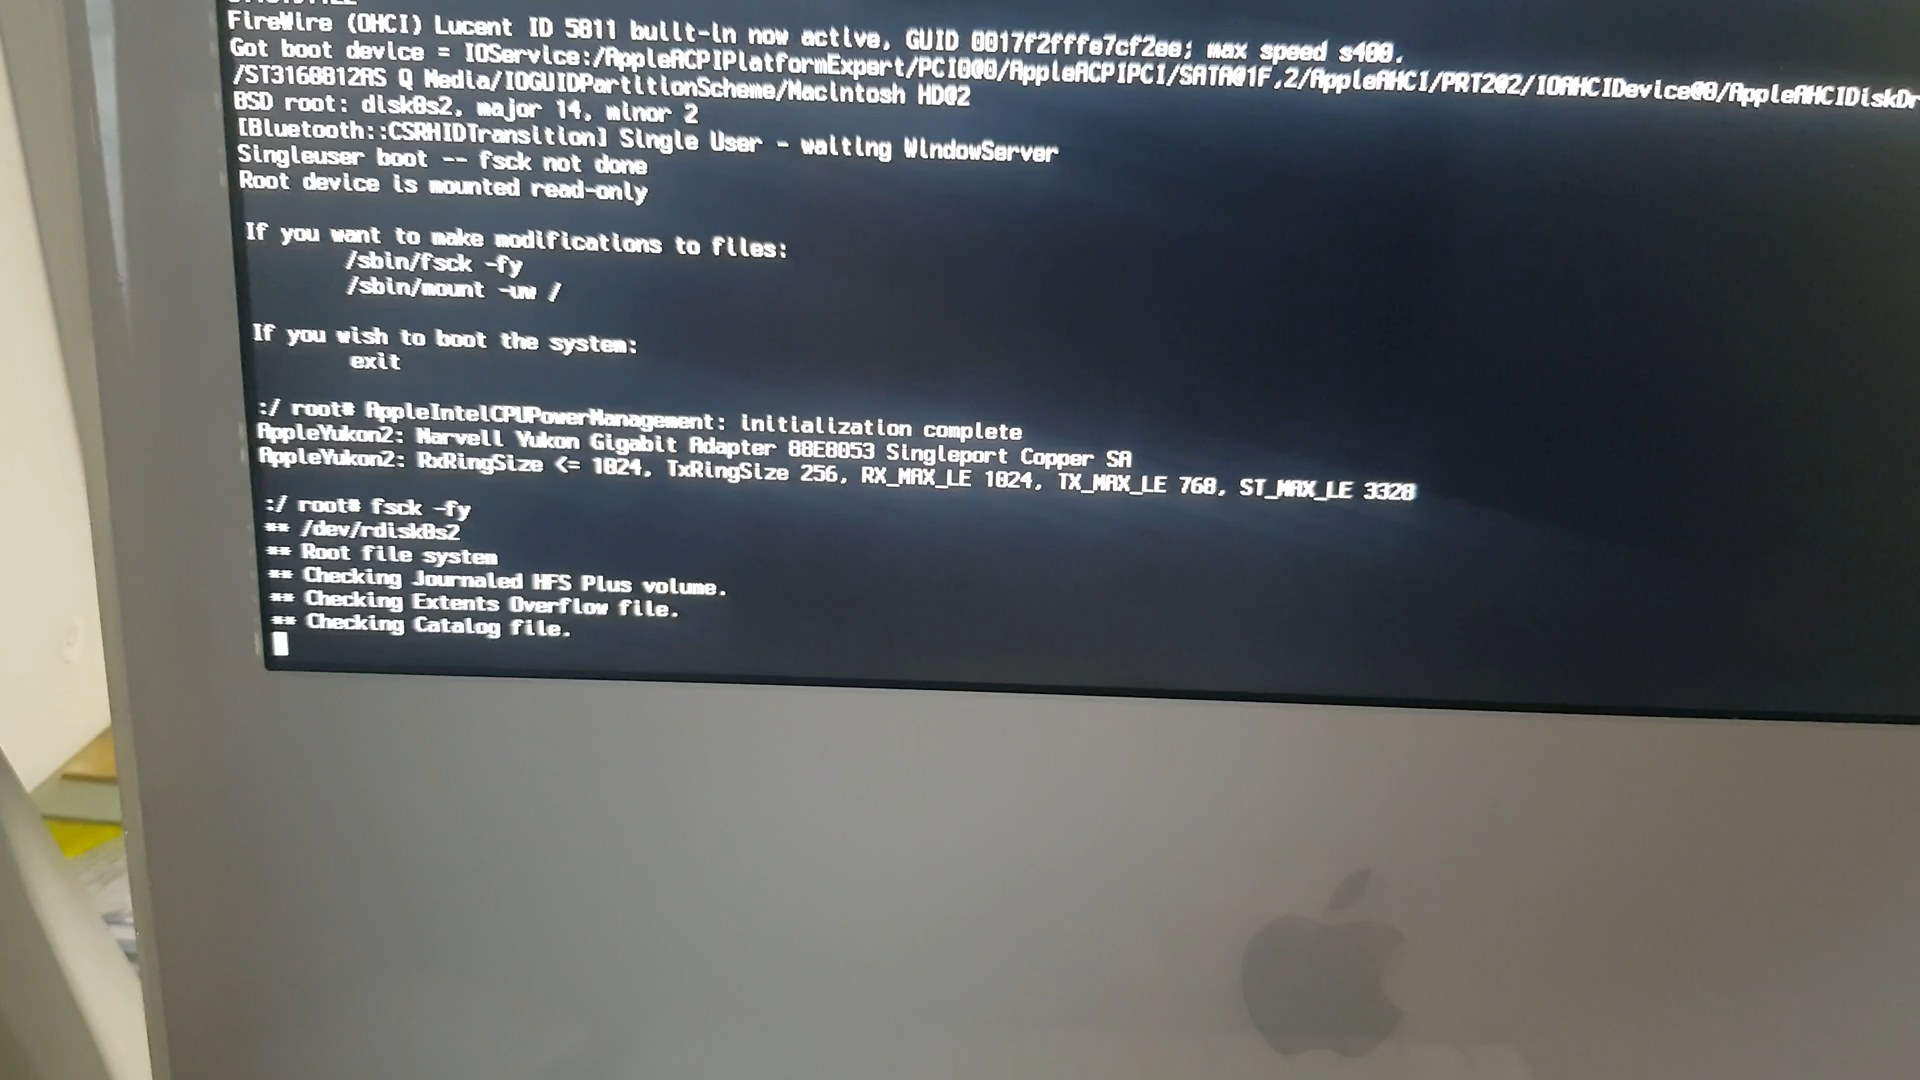 FireWire (OHCI) Lucent ID 5811 built-in now active, GUID 0017f2fffe7cf2ee; max speed s400.
Got boot device = IOService:/AppleACPIPlatformExpert/PCI0@0/AppleACPIPCI/SATA@1F,2/AppleAHCI/PRT2@2/IOAHCIDevice@0/AppleAHCIDiskDr
/ST3160812AS Q Media/IOGUIDPartitionScheme/Macintosh HD@2
BSD root: disk0s2, major 14, minor 2
[Bluetooth::CSRHIDTransition] Single User - waiting WindowServer
Singleuser boot -- fsck not done
Root device is mounted read-only
If you want to make modifications to files:
/sbin/fsck -fy
/sbin/mount -uw /
If you wish to boot the system:
exit
:/ root# AppleIntelCPUPowerManagement: initialization complete
AppleYukon2: Marvell Yukon Gigabit Adapter 88E8053 Singleport Copper SA
AppleYukon2: RxRingSize <= 1024, TxRingSize 256, RX_MAX_LE 1024, TX_MAX_LE 768, ST_MAX_LE 3328
:/ root# fsck -fy
** /dev/rdisk0s2
** Root file system
** Checking Journaled HFS Plus volume.
** Checking Extents Overflow file.
** Checking Catalog file.